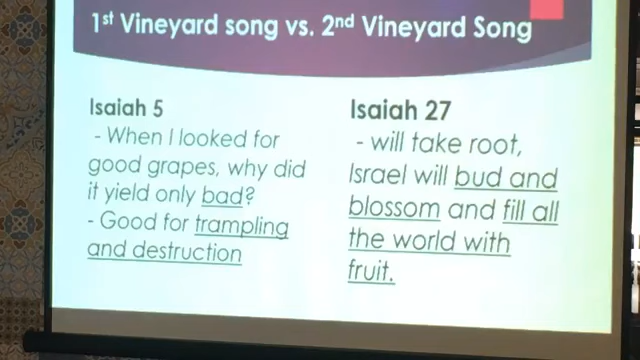 1st Vineyard song vs. 2nd Vineyard Song
Isaiah 5
- When I looked for
good grapes, why did
it yield only bad?
- Good for trampling
and destruction
Isaiah 27
- will take root,
Israel will bud and
blossom and fill all
the world with
fruit.